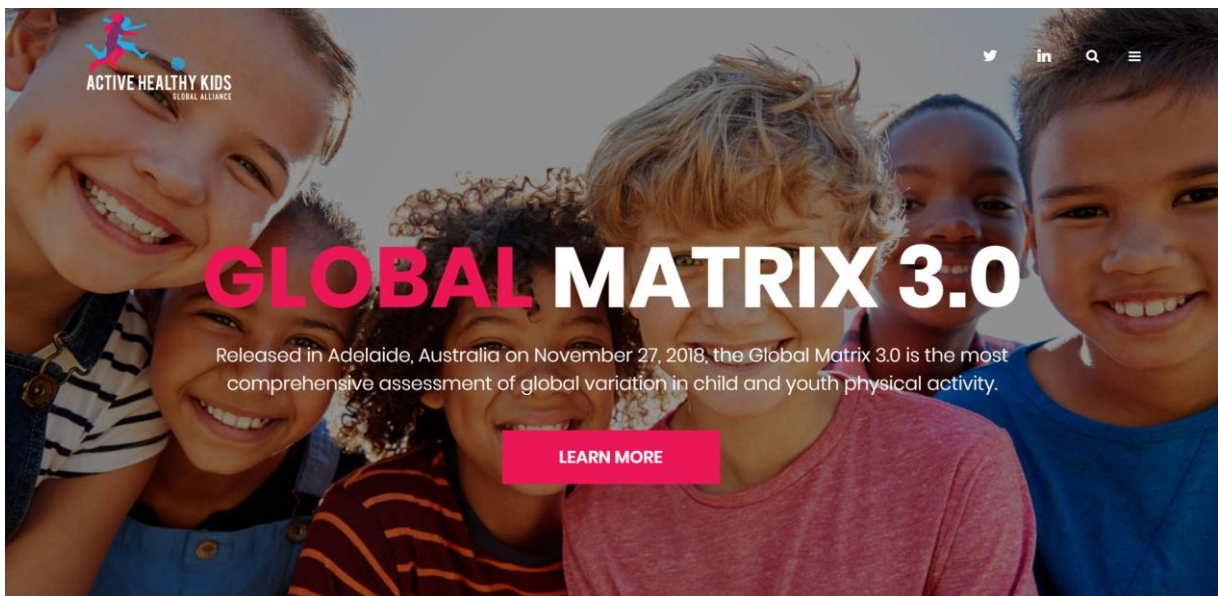 ACTIVE HEALTHY KIDS
GLOBAL ALLIANCE
in
GLOBAL MATRIX 3.0
Released in Adelaide, Australia on November 27, 2018, the Global Matrix 3.0 is the most
comprehensive assessment of global variation in child and youth physical activity.
LEARN MORE